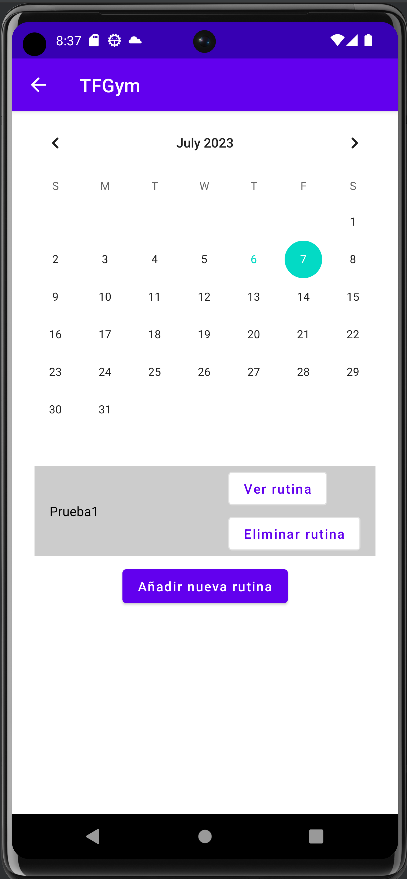 8:37
TFGym
July 2023
S M T W T F S
1
2 3 4 5 6 7 8
9 10 11 12 13 14 15
16 17 18 19 20 21 22
23 24 25 26 27 28 29
30 31
Prueba1
Ver rutina
Eliminar rutina
Añadir nueva rutina